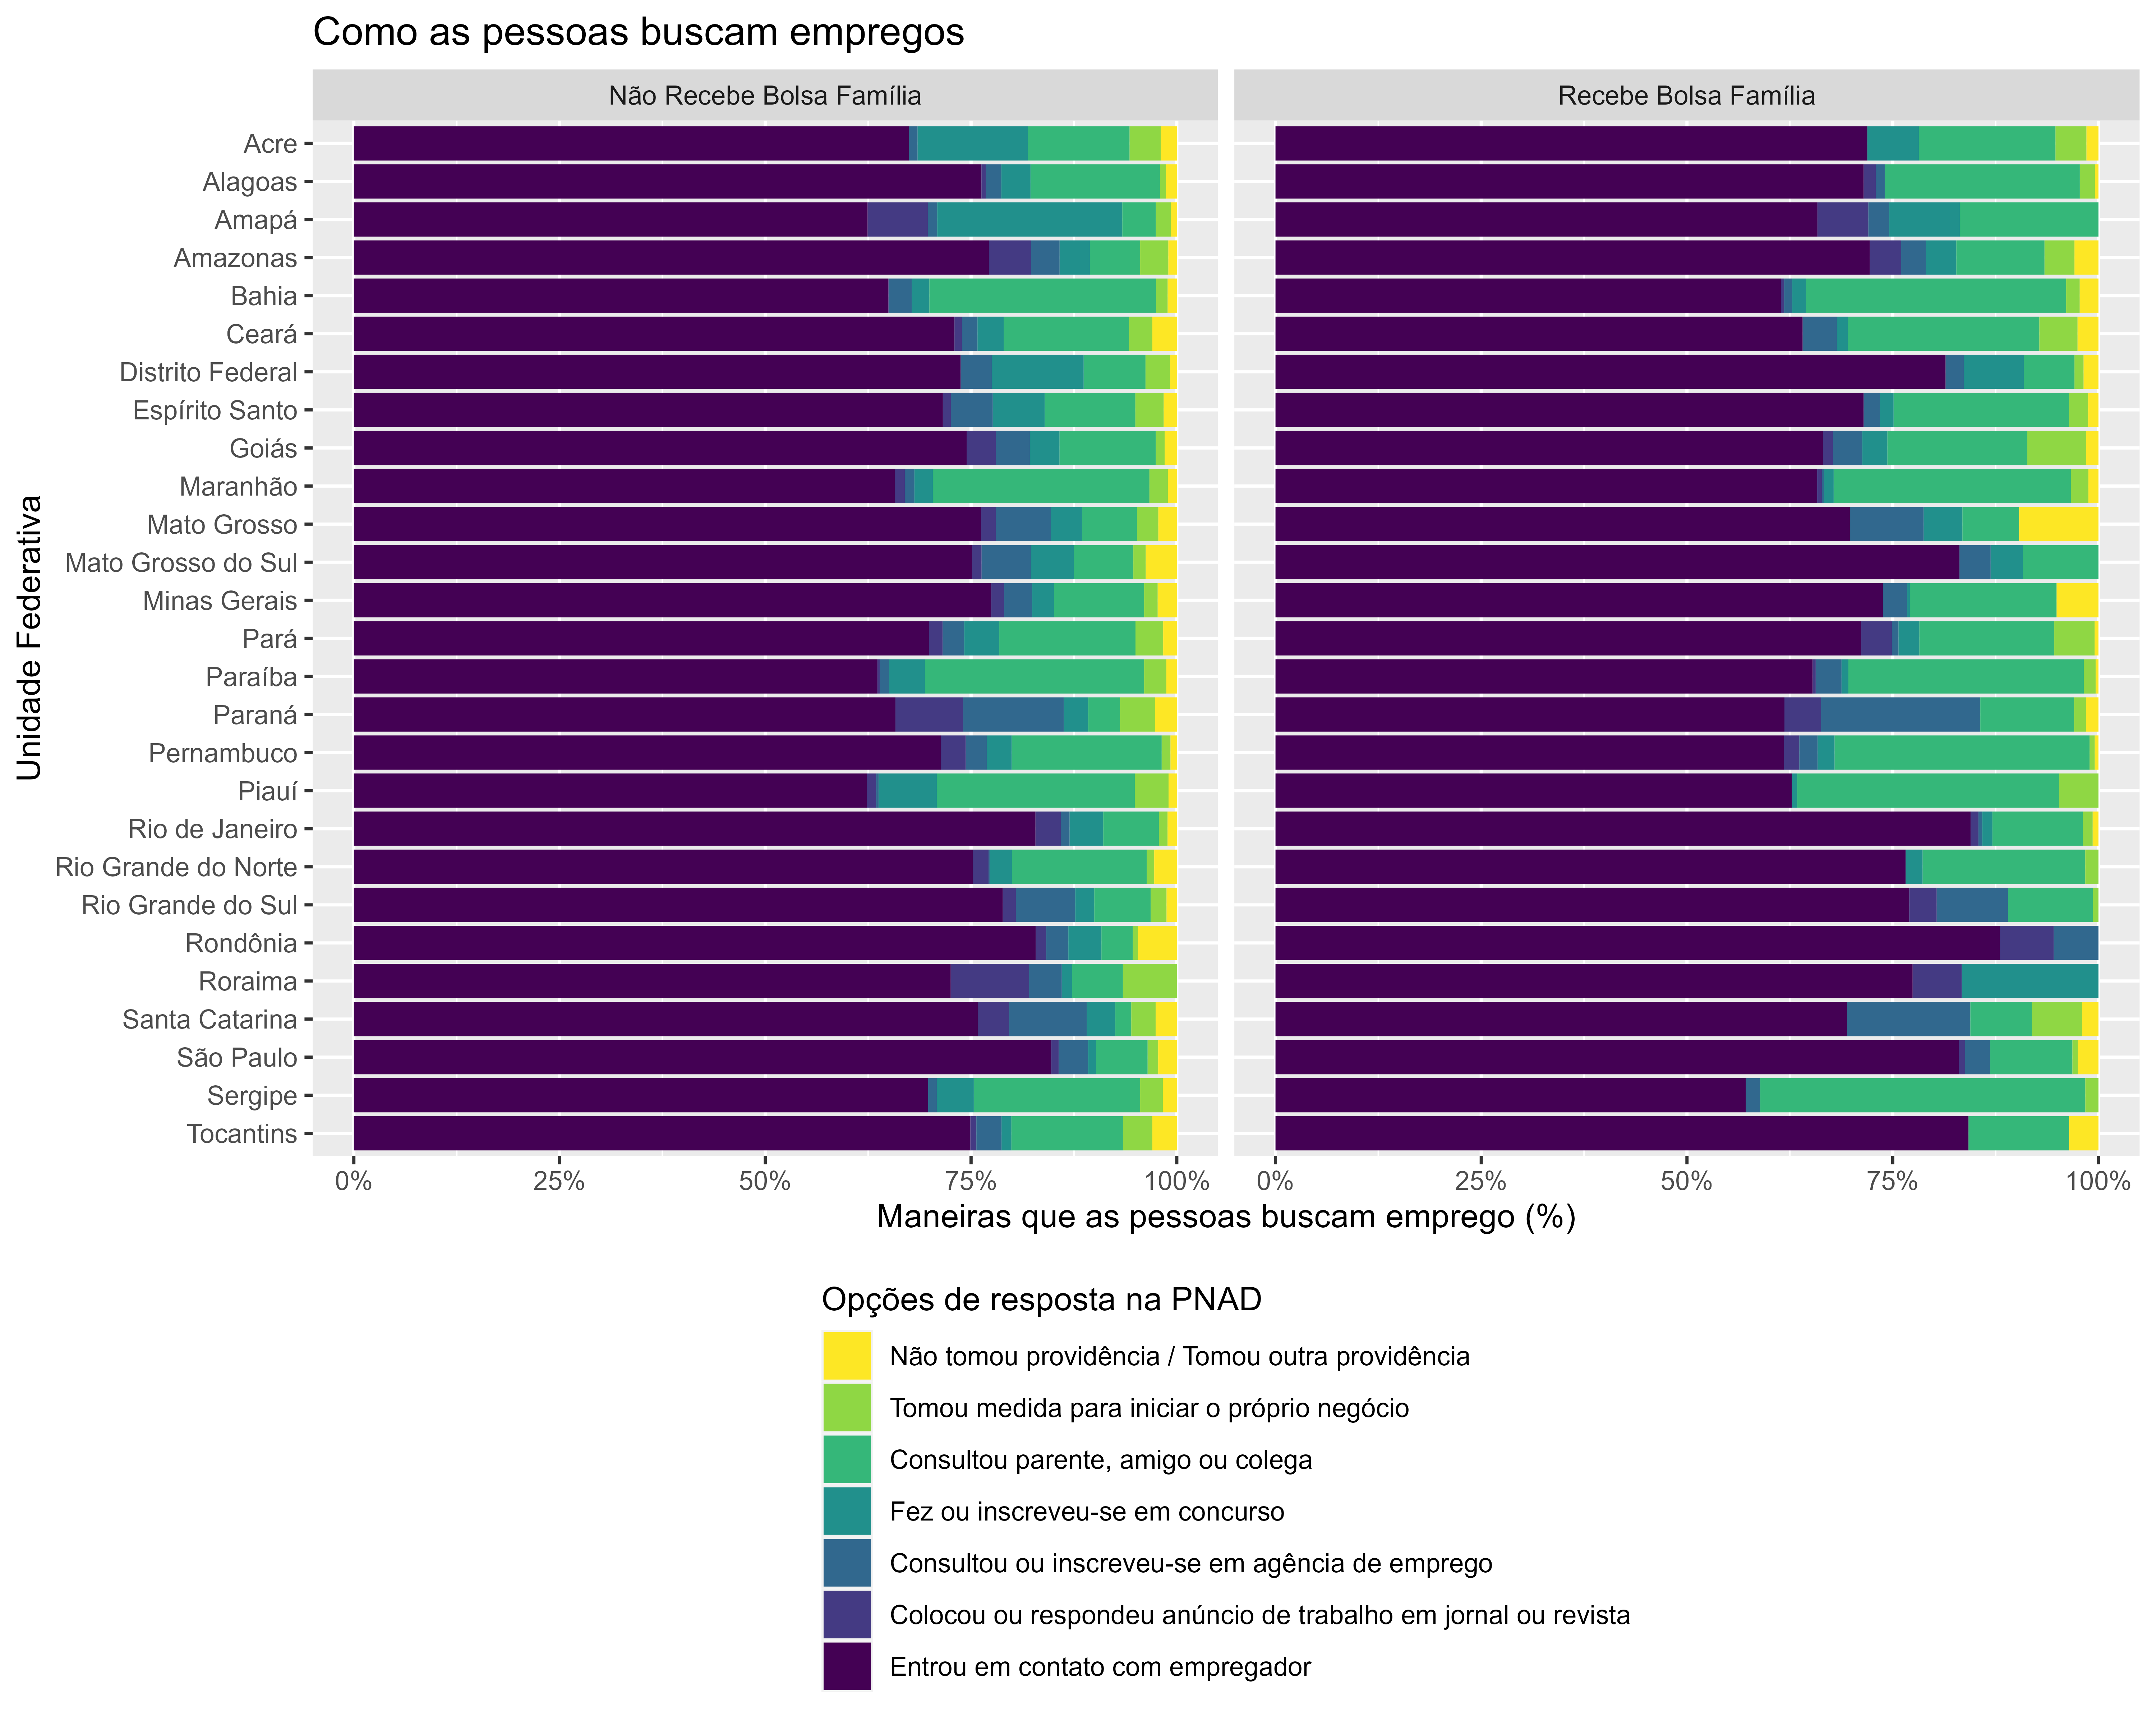 Como as pessoas buscam empregos
Não Recebe Bolsa Família
Recebe Bolsa Família
Unidade Federativa
Acre
Alagoas
Amapá
Amazonas
Bahia
Ceará
Distrito Federal
Espírito Santo
Goiás
Maranhão
Mato Grosso
Mato Grosso do Sul
Minas Gerais
Pará
Paraíba
Paraná
Pernambuco
Piauí
Rio de Janeiro
Rio Grande do Norte
Rio Grande do Sul
Rondônia
Roraima
Santa Catarina
São Paulo
Sergipe
Tocantins
0% 25% 50% 75% 100%
0% 25% 50% 75% 100%
Maneiras que as pessoas buscam emprego (%)
Opções de resposta na PNAD
Não tomou providência / Tomou outra providência
Tomou medida para iniciar o próprio negócio
Consultou parente, amigo ou colega
Fez ou inscreveu-se em concurso
Consultou ou inscreveu-se em agência de emprego
Colocou ou respondeu anúncio de trabalho em jornal ou revista
Entrou em contato com empregador